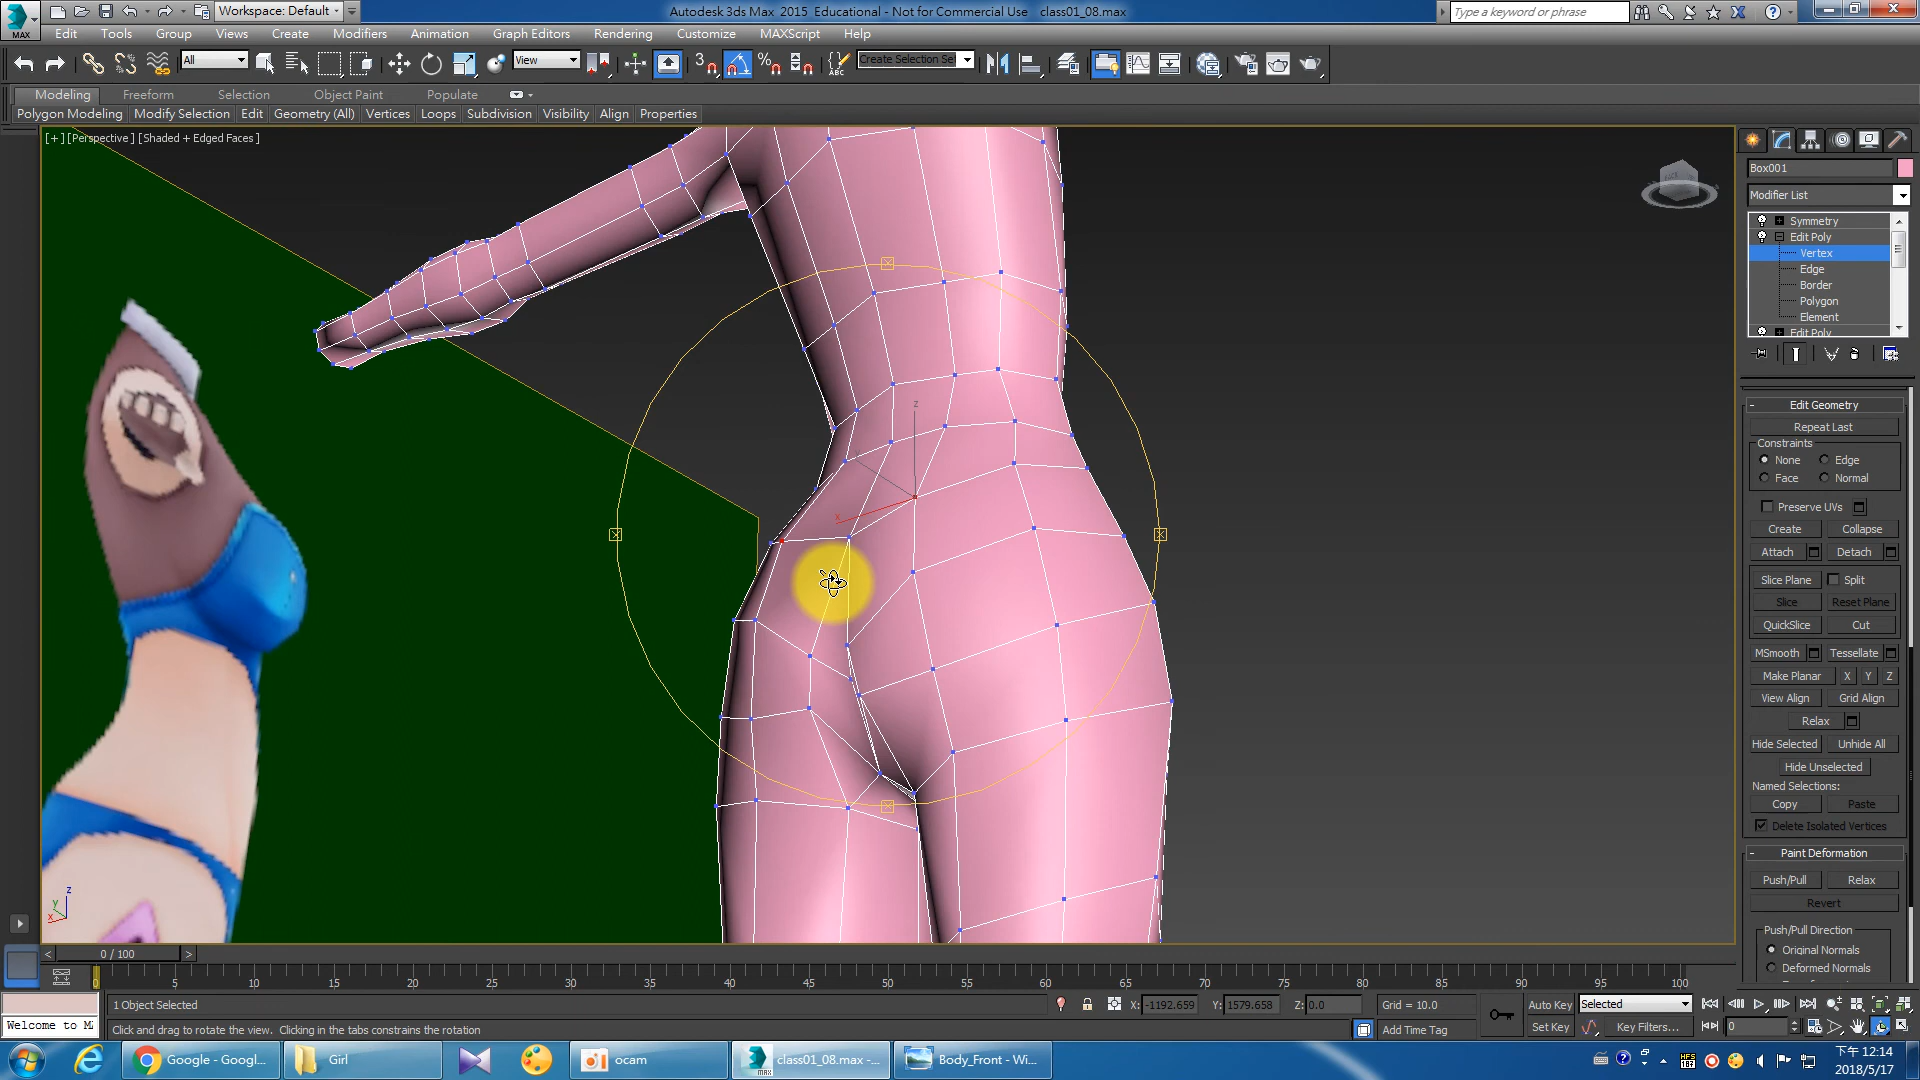 Workspace: Default
Autodesk 3ds Max 2015 Educational - Not for Commercial Use class01_08.max
Type a keyword or phrase
MAX
Edit Tools Group Views Create Modifiers Animation Graph Editors Rendering Customize MAXScript Help
All
View
3
ABC
Create Selection Se
Modeling Freeform Selection Object Paint Populate
Polygon Modeling Modify Selection Edit Geometry (All) Vertices Loops Subdivision Visibility Align Properties
[+] [Perspective] [Shaded + Edged Faces]
Box001
Modifier List
Symmetry
Edit Poly
Vertex
Edge
Border
Polygon
Element
Edit Poly
- Edit Geometry
Repeat Last
Constraints
None Edge
Face Normal
Preserve UVs
Create Collapse
Attach Detach
Slice Plane Split
Slice Reset Plane
QuickSlice Cut
MSmooth Tessellate
Make Planar X Y Z
View Align Grid Align
Relax
Hide Selected Unhide All
Hide Unselected
Named Selections:
Copy Paste
Delete Isolated Vertices
- Paint Deformation
Push/Pull Relax
Revert
Push/Pull Direction
Original Normals
Deformed Normals
z
x
z
y
x
< 0 / 100 >
0 5 10 15 20 25 30 35 40 45 50 55 60 65 70 75 80 85 90 95 100
1 Object Selected X: -1192.659 Y: 1579.658 Z: 0.0 Grid = 10.0 Auto Key Selected
Welcome to M
Click and drag to rotate the view. Clicking in the tabs constrains the rotation Add Time Tag Set Key Key Filters... 0
Google - Googl... Girl ocam class01_08.max -... Body_Front - Wi...
下午 12:14
2018/5/17